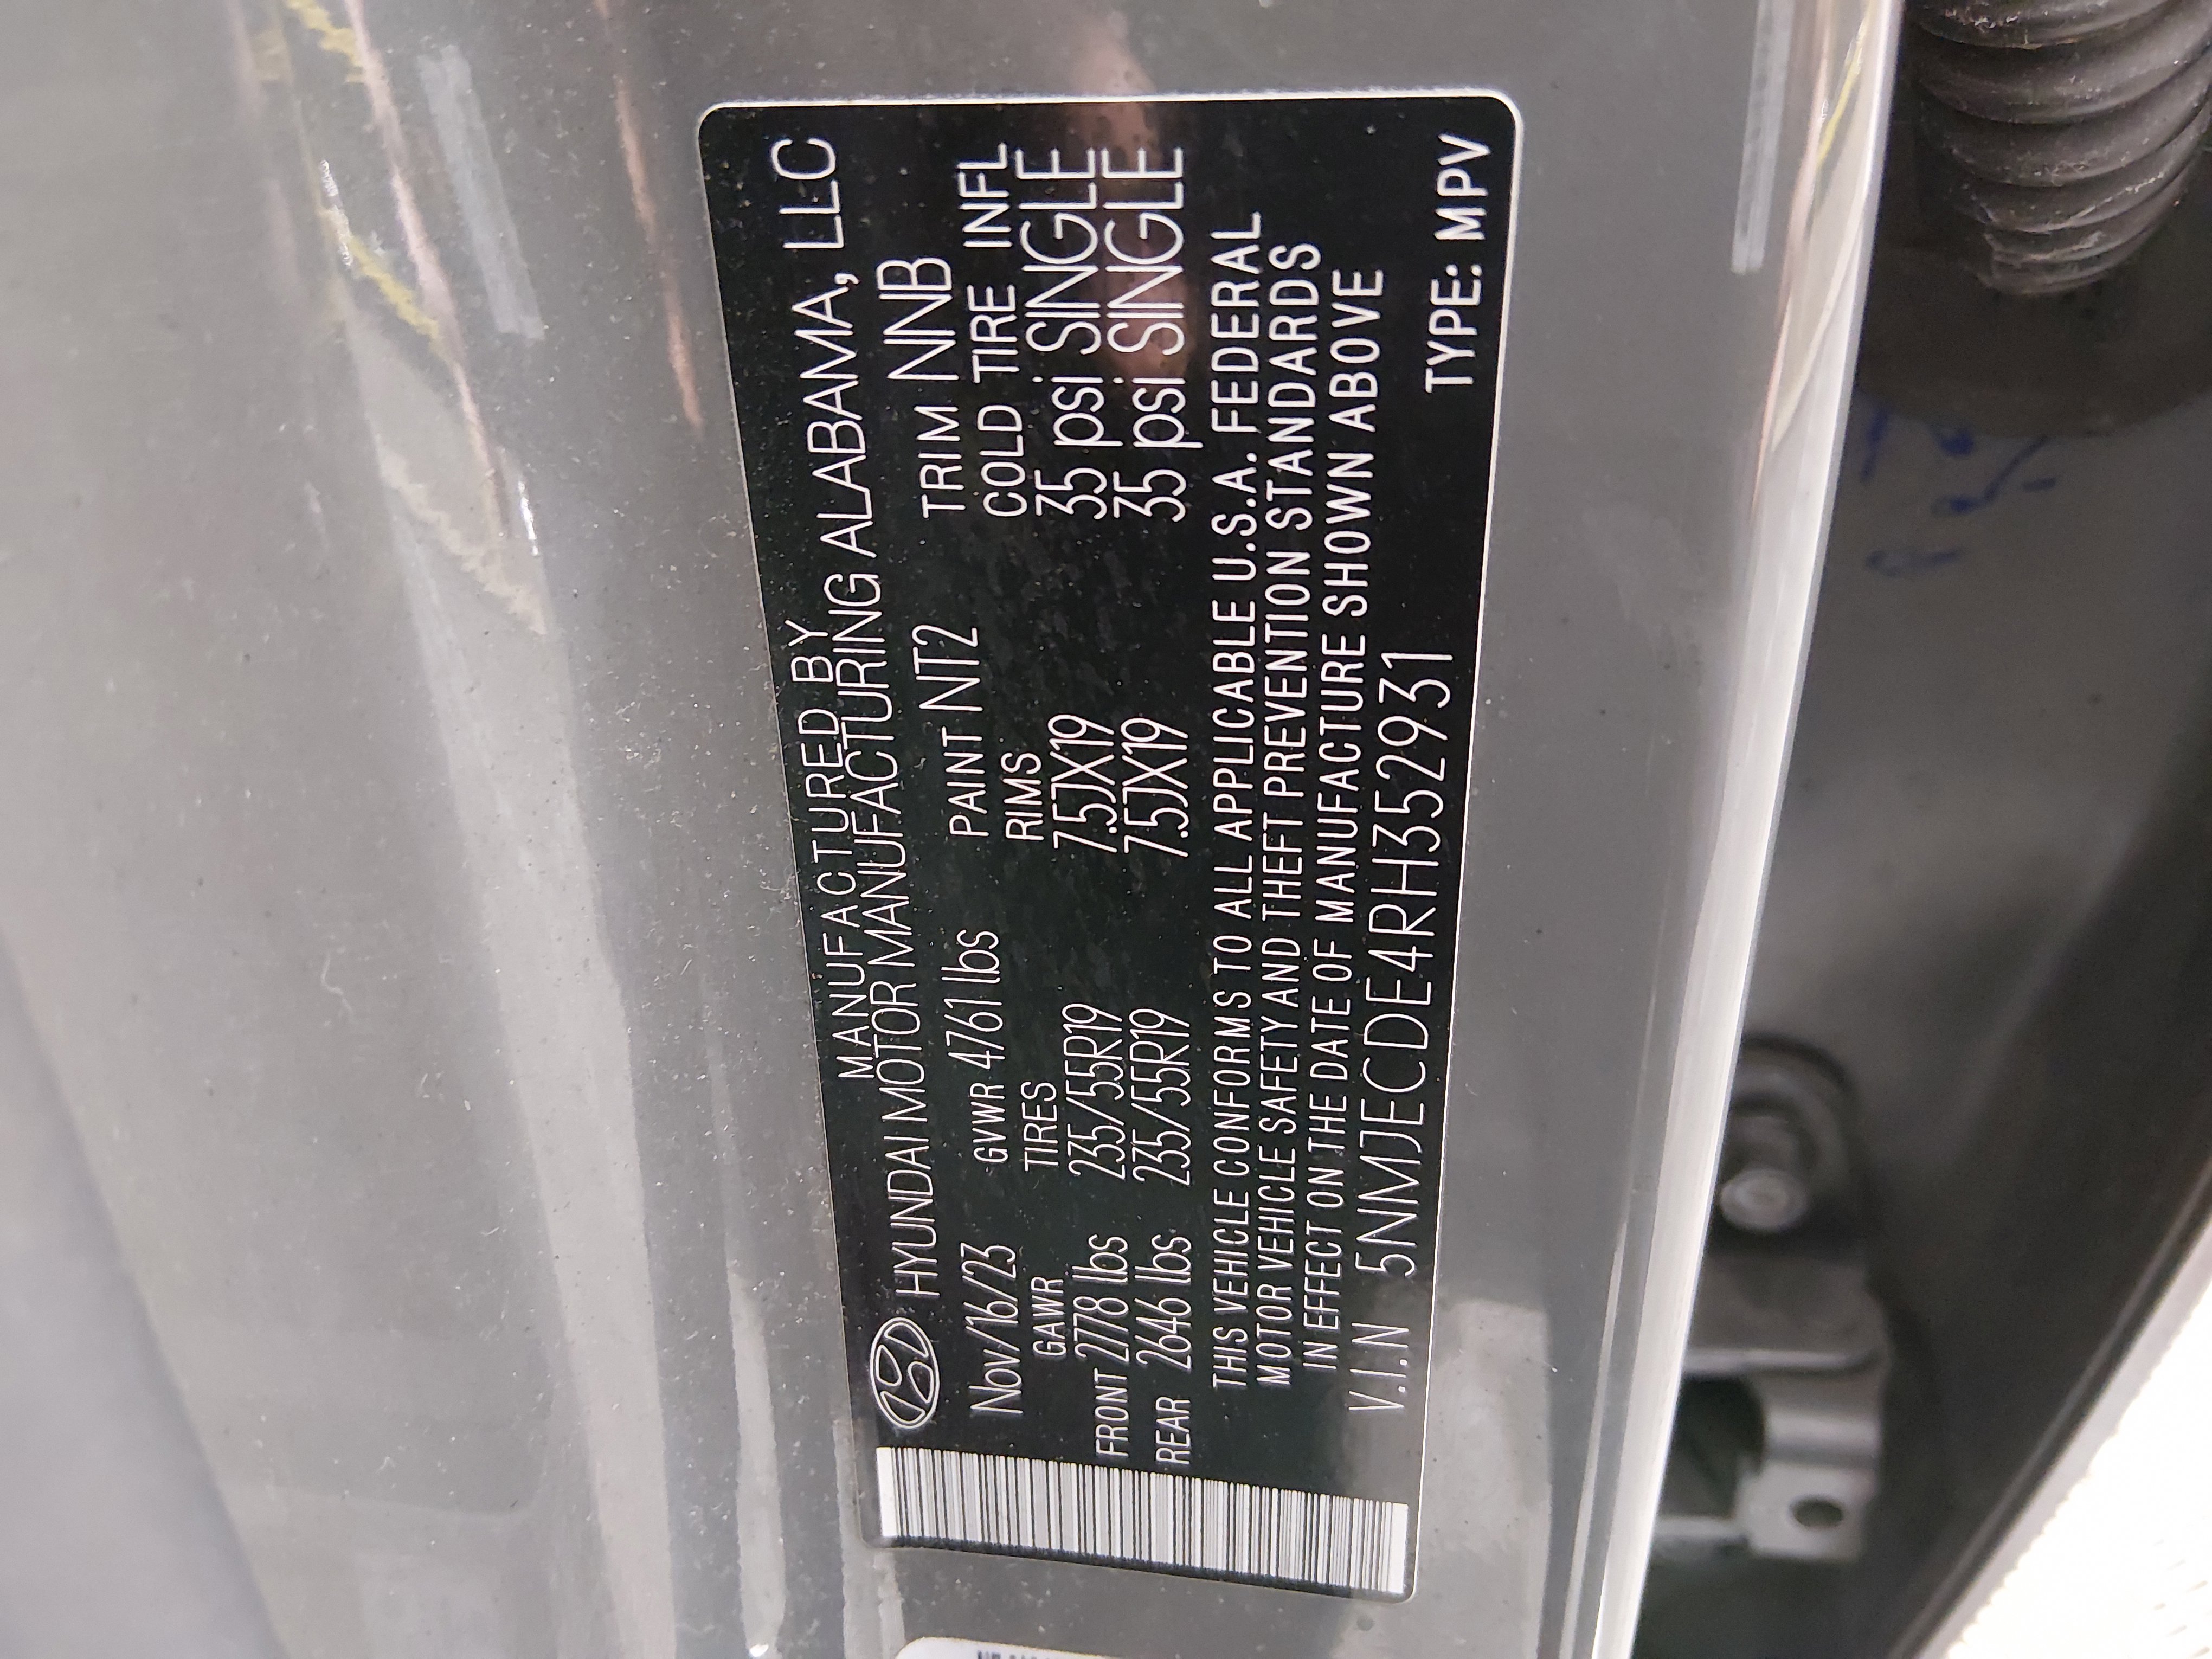 MANUFACTURED BY
HYUNDAI MOTOR MANUFACTURING ALABAMA, LLC
Nov/16/23 GVWR 4761 lbs PAINT NT2 TRIM NNB
GAWR TIRES RIMS COLD TIRE INFL
FRONT 2778 lbs 235/55R19 7.5JX19 35 psi SINGLE
REAR 2646 lbs 235/55R19 7.5JX19 35 psi SINGLE
THIS VEHICLE CONFORMS TO ALL APPLICABLE U.S.A. FEDERAL
MOTOR VEHICLE SAFETY AND THEFT PREVENTION STANDARDS
IN EFFECT ON THE DATE OF MANUFACTURE SHOWN ABOVE
V.I.N 5NMJECDE4RH352931 TYPE: MPV